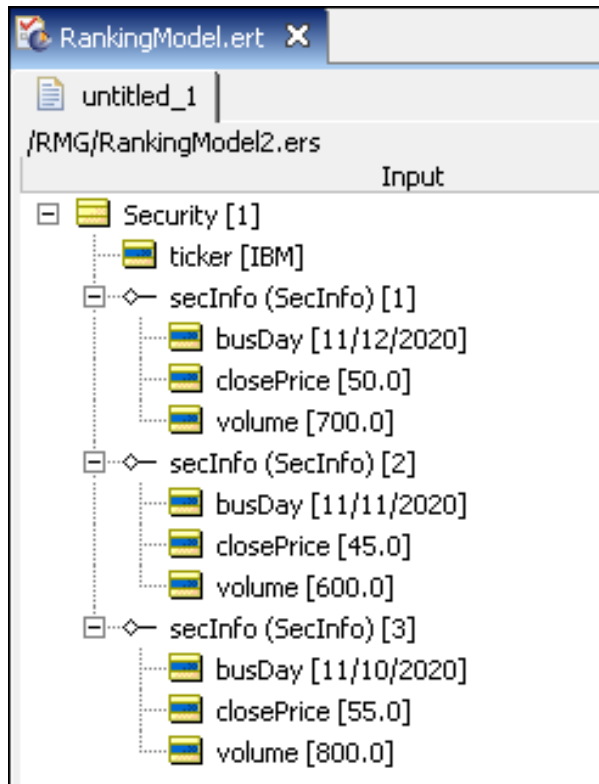 RankingModel.ert
untitled_1
/RMG/RankingModel2.ers
Input
Security [1]
ticker [IBM]
secInfo (SecInfo) [1]
busDay [11/12/2020]
closePrice [50.0]
volume [700.0]
secInfo (SecInfo) [2]
busDay [11/11/2020]
closePrice [45.0]
volume [600.0]
secInfo (SecInfo) [3]
busDay [11/10/2020]
closePrice [55.0]
volume [800.0]